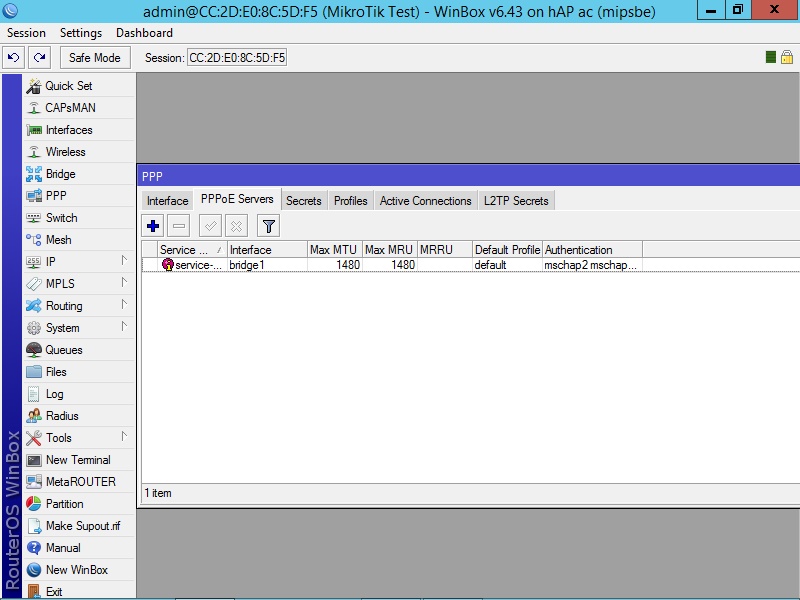 admin@CC:2D:E0:8C:5D:F5 (MikroTik Test) - WinBox v6.43 on hAP ac (mipsbe)
Session Settings Dashboard
Safe Mode Session: CC:2D:E0:8C:5D:F5
Quick Set
CAPsMAN
Interfaces
Wireless
Bridge
PPP
Switch
Mesh
IP
MPLS
Routing
System
Queues
Files
Log
Radius
Tools
New Terminal
MetaROUTER
Partition
Make Supout.rif
Manual
New WinBox
Exit
RouterOS WinBox
PPP
Interface PPPoE Servers Secrets Profiles Active Connections L2TP Secrets
Service ... Interface Max MTU Max MRU MRRU Default Profile Authentication
service-... bridge1 1480 1480 default mschap2 mschap...
1 item